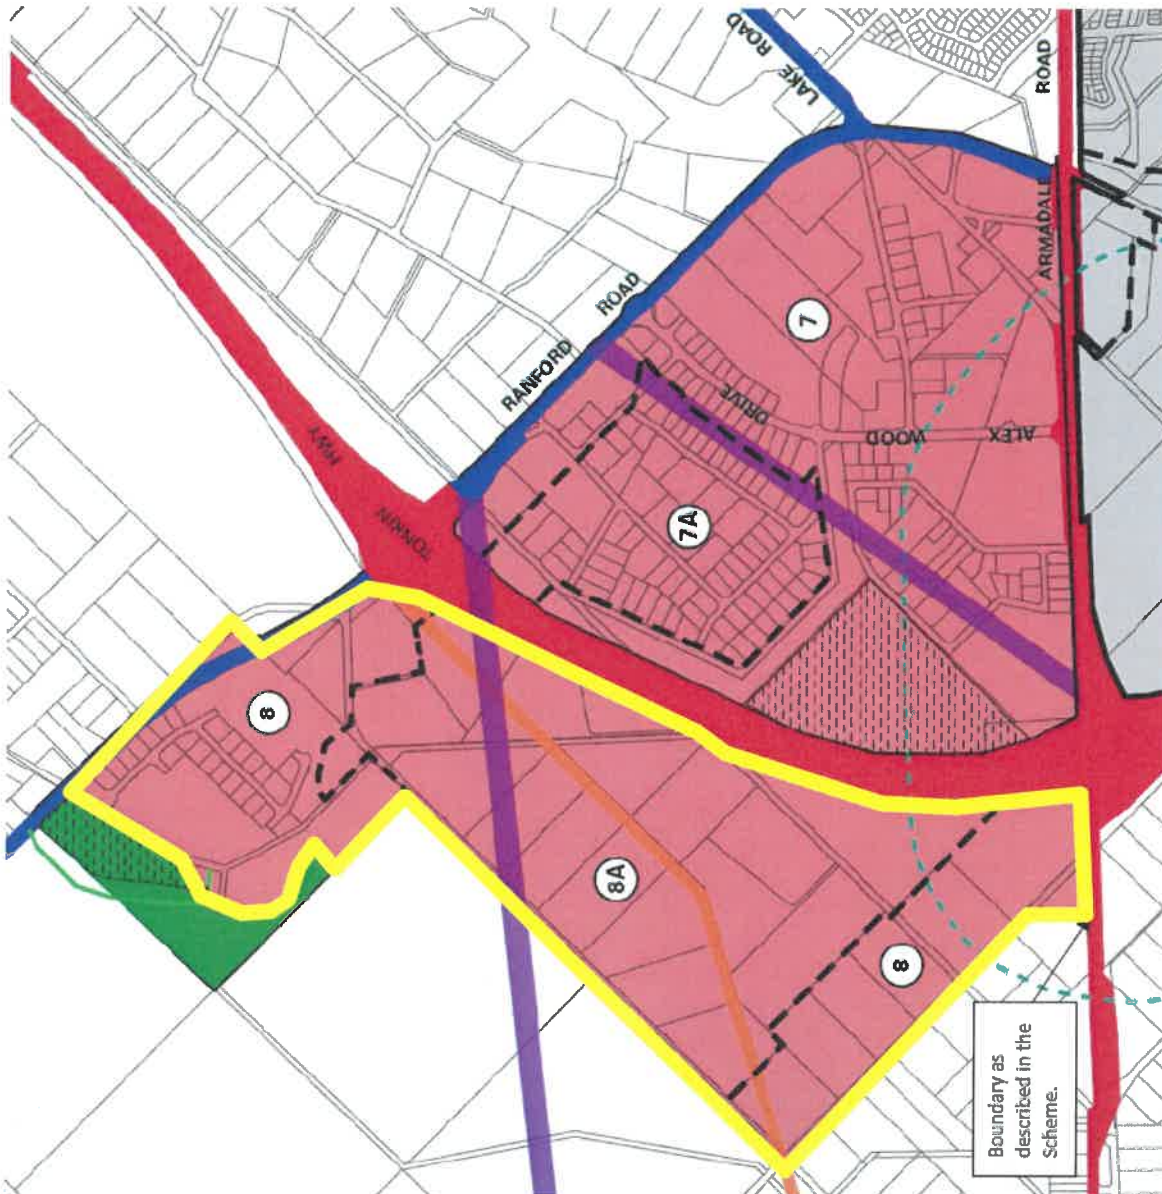 LAKE ROAD
ROAD
ARMADALE
RANFORD ROAD
7
DRIVE
WOOD
ALEX
7A
HWY
TONKIN
8
8A
8
Boundary as
described in the
Scheme.